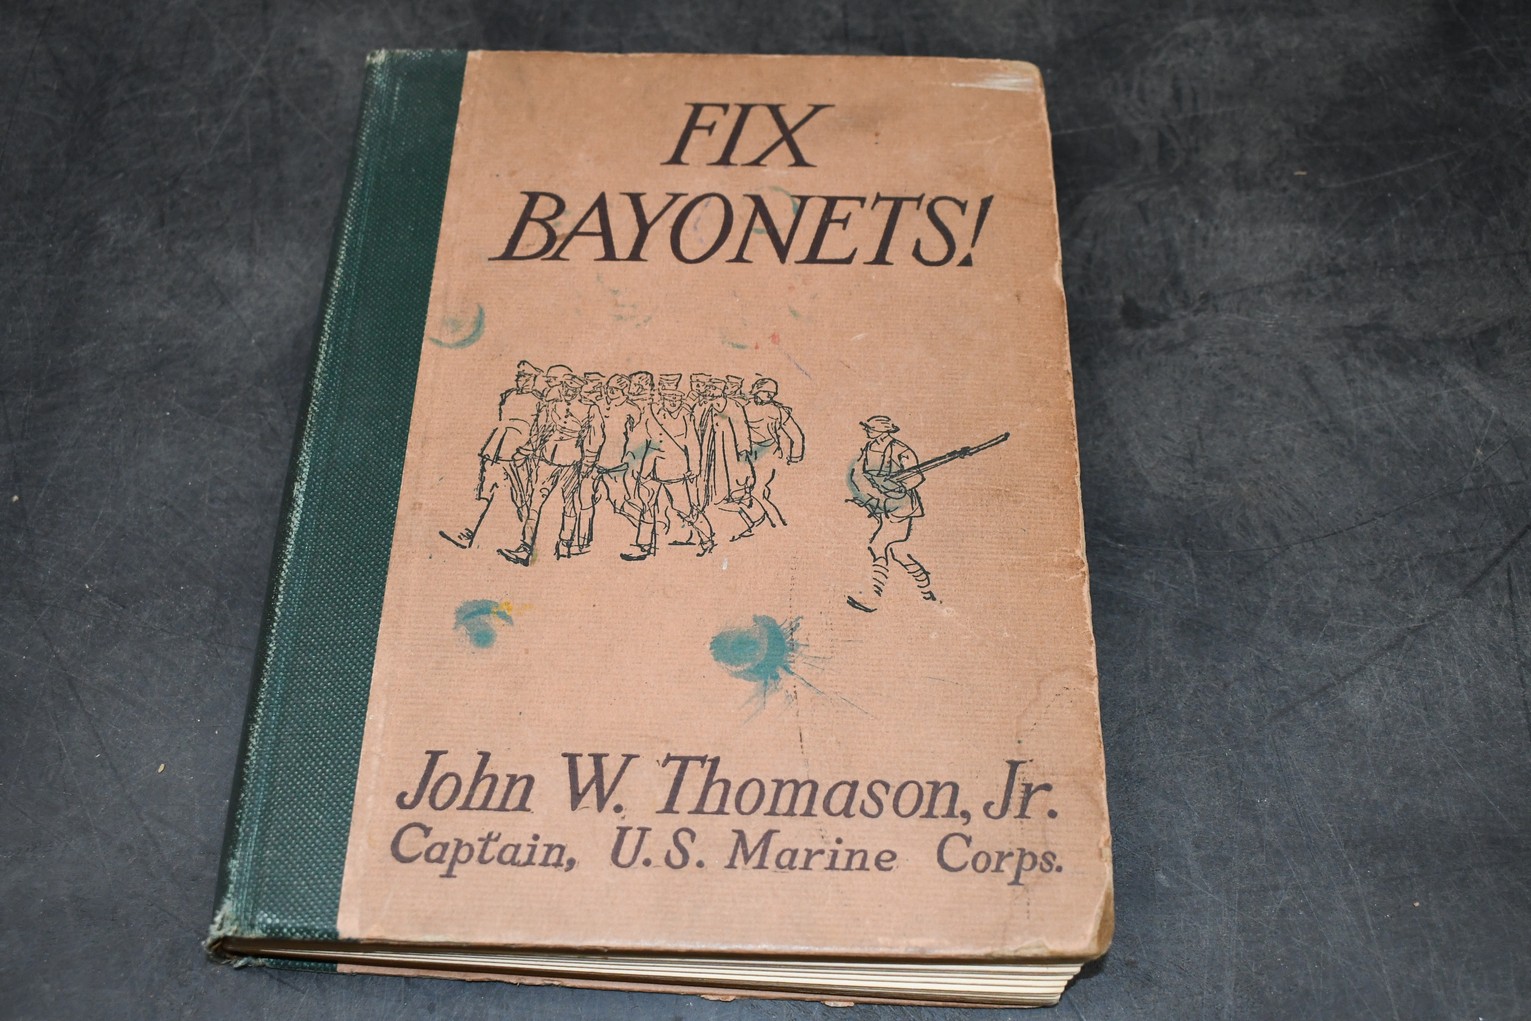 FIX
BAYONETS!
John W. Thomason, Jr.
Captain, U.S. Marine Corps.